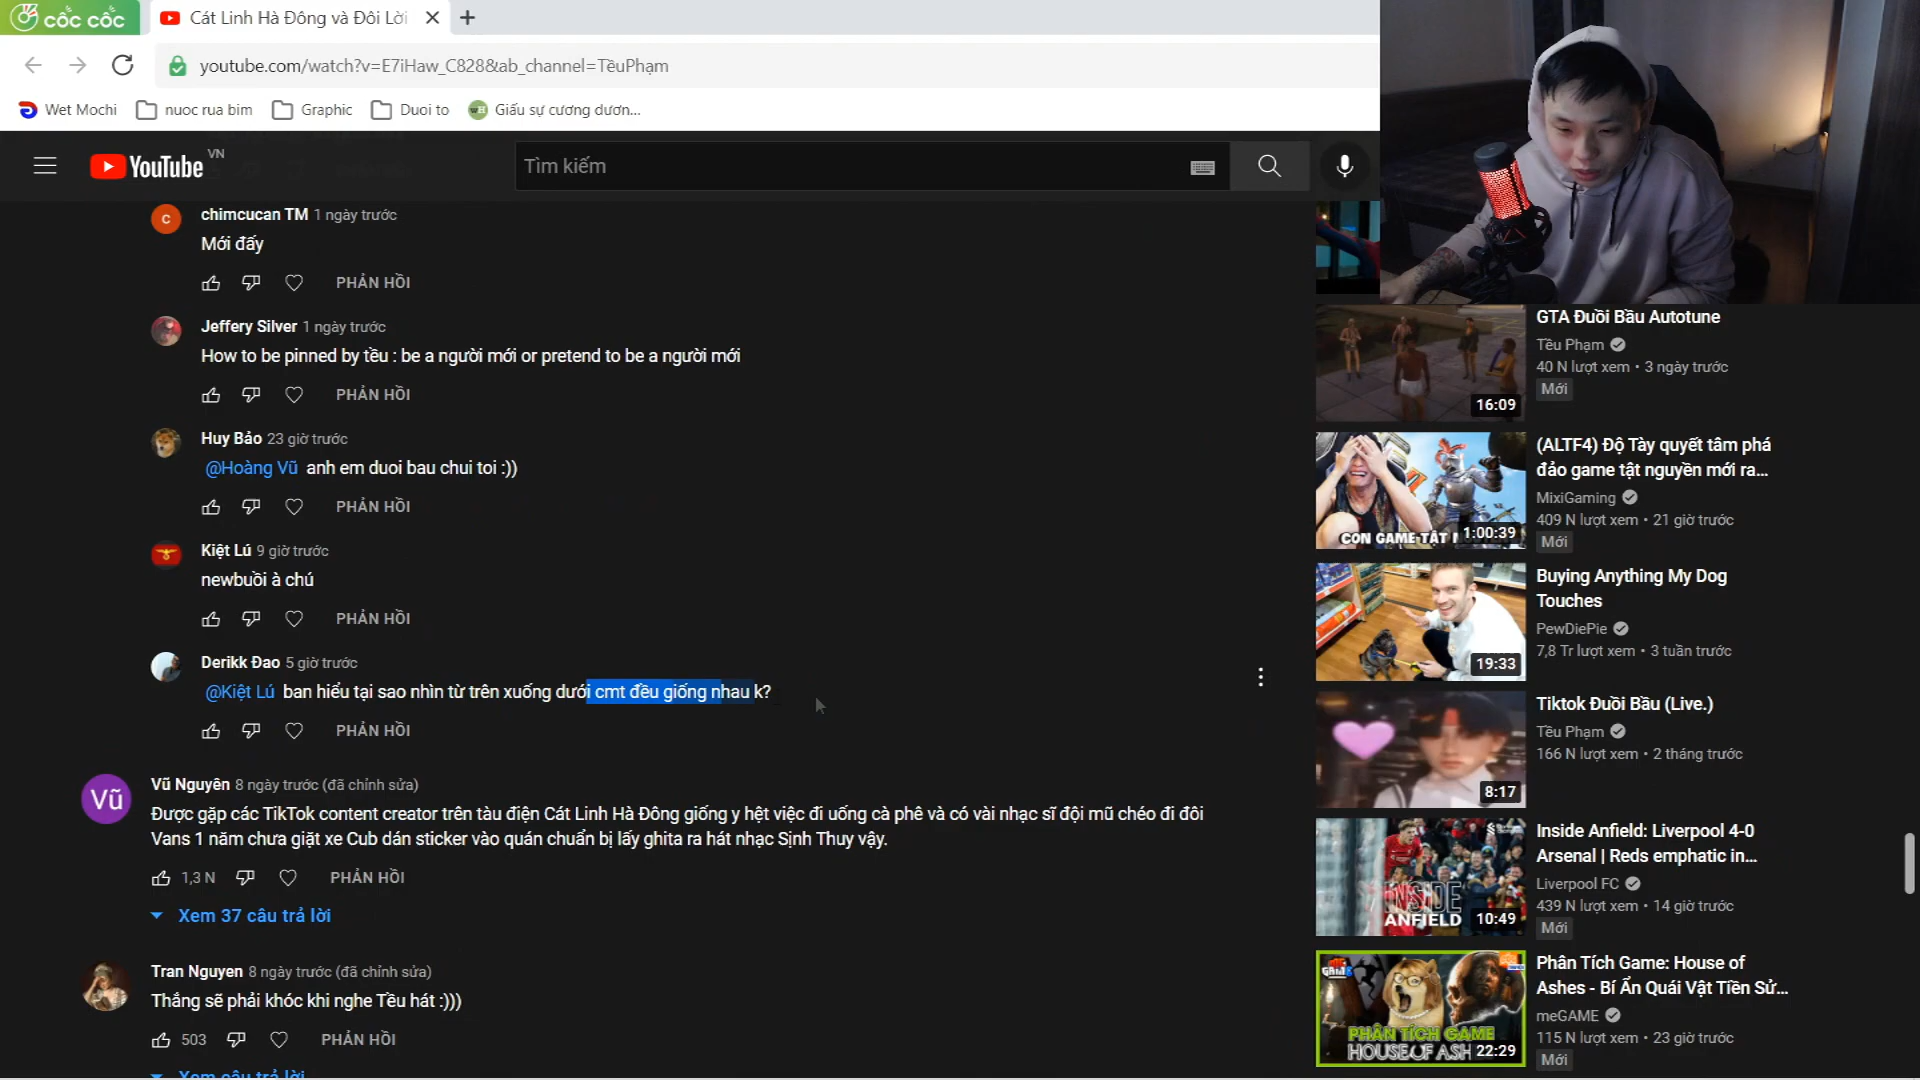 cốc cốc
Cát Linh Hà Đông và Đôi Lời
youtube.com/watch?v=E7iHaw_C828&ab_channel=TêuPhạm
Wet Mochi
nuoc rua bim
Graphic
Duoi to
Giấu sự cương dươn...
YouTube VN
Tìm kiếm
C
chimcucan TM 1 ngày trước
Mới đấy
PHẢN HỒI
Jeffery Silver 1 ngày trước
How to be pinned by tều : be a người mới or pretend to be a người mới
PHẢN HỒI
Huy Bảo 23 giờ trước
@Hoàng Vũ anh em duoi bau chui toi :))
PHẢN HỒI
Kiệt Lú 9 giờ trước
newbuồi à chú
PHẢN HỒI
Derikk Đao 5 giờ trước
@Kiệt Lú ban hiểu tại sao nhìn từ trên xuống dưới cmt đều giống nhau k?
PHẢN HỒI
Vũ
Vũ Nguyên 8 ngày trước (đã chỉnh sửa)
Được gặp các TikTok content creator trên tàu điện Cát Linh Hà Đông giống y hệt việc đi uống cà phê và có vài nhạc sĩ đội mũ chéo đi đôi
Vans 1 năm chưa giặt xe Cub dán sticker vào quán chuẩn bị lấy ghita ra hát nhạc Sịnh Thuy vậy.
1,3 N PHẢN HỒI
Xem 37 câu trả lời
Tran Nguyen 8 ngày trước (đã chỉnh sửa)
Thắng sẽ phải khóc khi nghe Tều hát :)))
503 PHẢN HỒI
GTA Đuồi Bầu Autotune
Tều Phạm
40 N lượt xem • 3 ngày trước
Mới
16:09
(ALTF4) Độ Tày quyết tâm phá
đảo game tật nguyền mới ra...
MixiGaming
409 N lượt xem • 21 giờ trước
Mới
CON GAME TẬT
1:00:39
Buying Anything My Dog
Touches
PewDiePie
7,8 Tr lượt xem • 3 tuần trước
19:33
Tiktok Đuồi Bầu (Live.)
Tều Phạm
166 N lượt xem • 2 tháng trước
8:17
Inside Anfield: Liverpool 4-0
Arsenal | Reds emphatic in...
Liverpool FC
439 N lượt xem • 14 giờ trước
Mới
INSIDE
ANFIELD
10:49
Phân Tích Game: House of
Ashes - Bí Ẩn Quái Vật Tiền Sử...
meGAME
115 N lượt xem • 23 giờ trước
Mới
PHÂN TÍCH GAME
HOUSE OF ASH
22:29